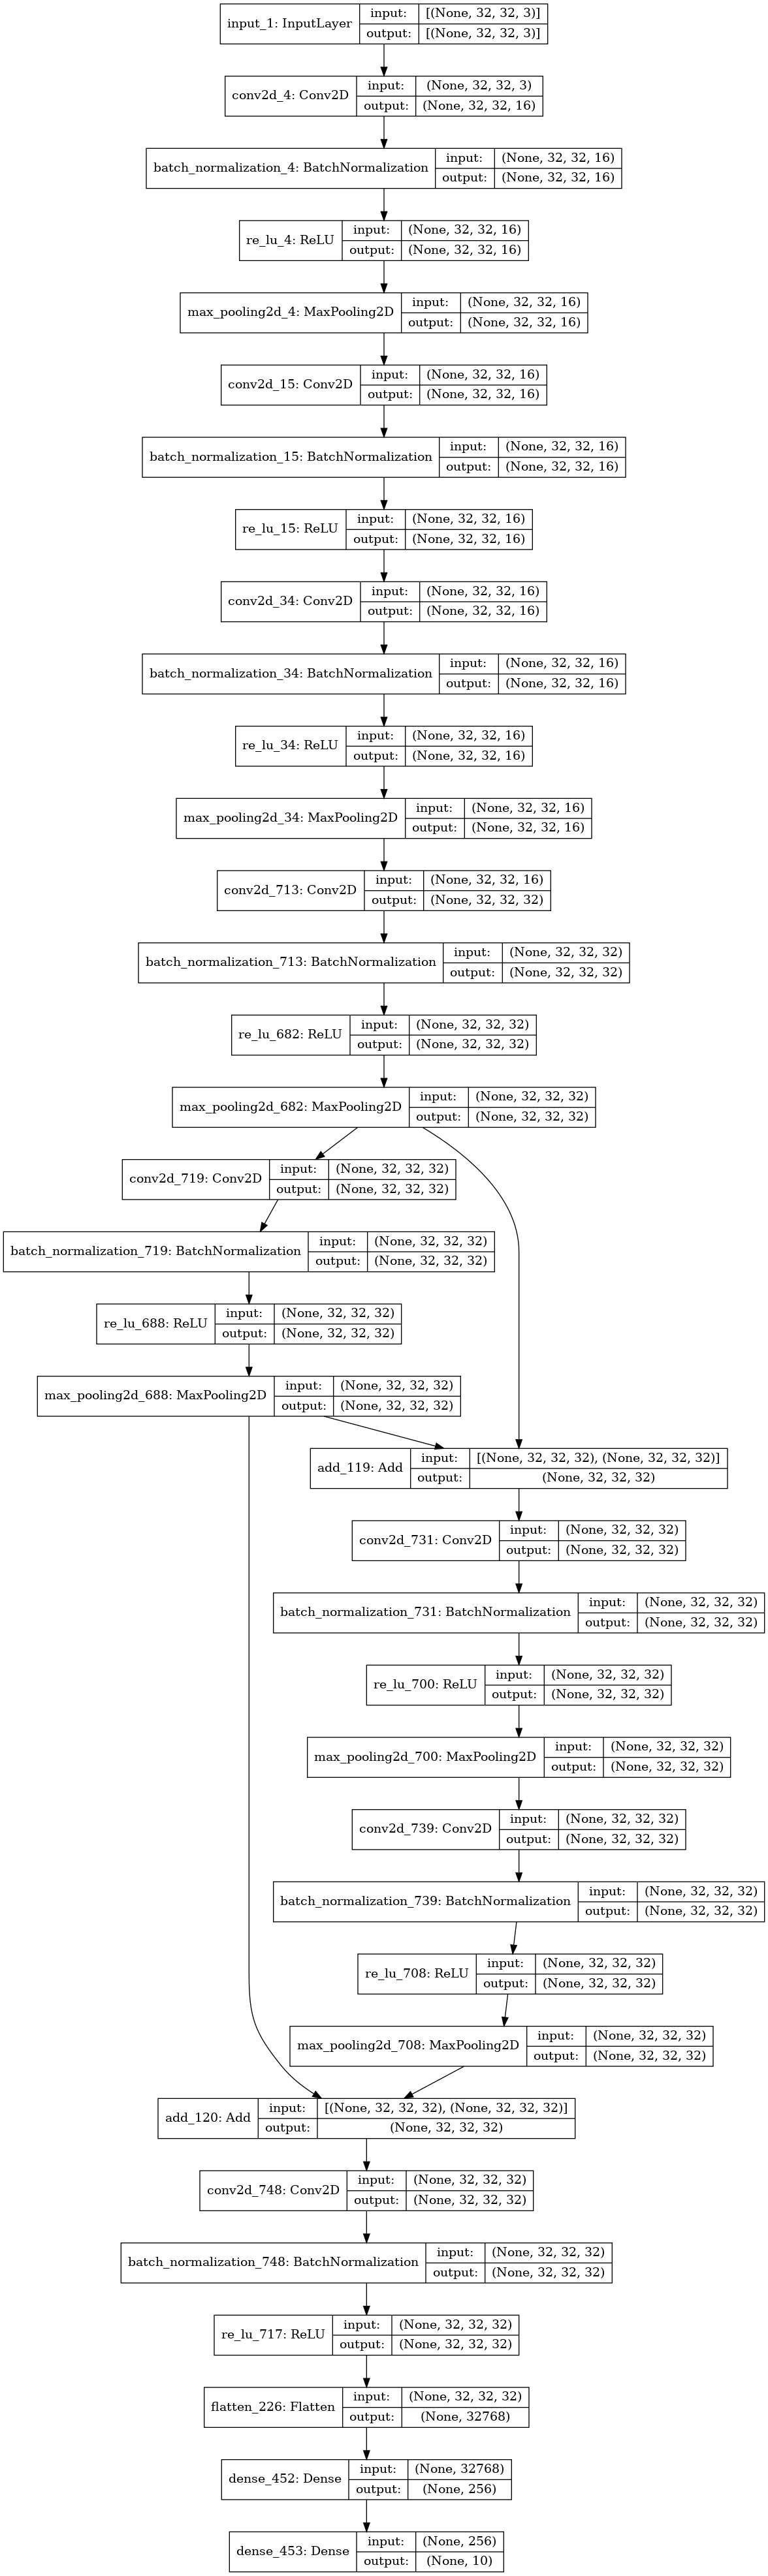 input_1: InputLayer
input: [(None, 32, 32, 3)]
output: [(None, 32, 32, 3)]
conv2d_4: Conv2D
input: (None, 32, 32, 3)
output: (None, 32, 32, 16)
batch_normalization_4: BatchNormalization
input: (None, 32, 32, 16)
output: (None, 32, 32, 16)
re_lu_4: ReLU
input: (None, 32, 32, 16)
output: (None, 32, 32, 16)
max_pooling2d_4: MaxPooling2D
input: (None, 32, 32, 16)
output: (None, 32, 32, 16)
conv2d_15: Conv2D
input: (None, 32, 32, 16)
output: (None, 32, 32, 16)
batch_normalization_15: BatchNormalization
input: (None, 32, 32, 16)
output: (None, 32, 32, 16)
re_lu_15: ReLU
input: (None, 32, 32, 16)
output: (None, 32, 32, 16)
conv2d_34: Conv2D
input: (None, 32, 32, 16)
output: (None, 32, 32, 16)
batch_normalization_34: BatchNormalization
input: (None, 32, 32, 16)
output: (None, 32, 32, 16)
re_lu_34: ReLU
input: (None, 32, 32, 16)
output: (None, 32, 32, 16)
max_pooling2d_34: MaxPooling2D
input: (None, 32, 32, 16)
output: (None, 32, 32, 16)
conv2d_713: Conv2D
input: (None, 32, 32, 16)
output: (None, 32, 32, 32)
batch_normalization_713: BatchNormalization
input: (None, 32, 32, 32)
output: (None, 32, 32, 32)
re_lu_682: ReLU
input: (None, 32, 32, 32)
output: (None, 32, 32, 32)
max_pooling2d_682: MaxPooling2D
input: (None, 32, 32, 32)
output: (None, 32, 32, 32)
conv2d_719: Conv2D
input: (None, 32, 32, 32)
output: (None, 32, 32, 32)
batch_normalization_719: BatchNormalization
input: (None, 32, 32, 32)
output: (None, 32, 32, 32)
re_lu_688: ReLU
input: (None, 32, 32, 32)
output: (None, 32, 32, 32)
max_pooling2d_688: MaxPooling2D
input: (None, 32, 32, 32)
output: (None, 32, 32, 32)
add_119: Add
input: [(None, 32, 32, 32), (None, 32, 32, 32)]
output: (None, 32, 32, 32)
conv2d_731: Conv2D
input: (None, 32, 32, 32)
output: (None, 32, 32, 32)
batch_normalization_731: BatchNormalization
input: (None, 32, 32, 32)
output: (None, 32, 32, 32)
re_lu_700: ReLU
input: (None, 32, 32, 32)
output: (None, 32, 32, 32)
max_pooling2d_700: MaxPooling2D
input: (None, 32, 32, 32)
output: (None, 32, 32, 32)
conv2d_739: Conv2D
input: (None, 32, 32, 32)
output: (None, 32, 32, 32)
batch_normalization_739: BatchNormalization
input: (None, 32, 32, 32)
output: (None, 32, 32, 32)
re_lu_708: ReLU
input: (None, 32, 32, 32)
output: (None, 32, 32, 32)
max_pooling2d_708: MaxPooling2D
input: (None, 32, 32, 32)
output: (None, 32, 32, 32)
add_120: Add
input: [(None, 32, 32, 32), (None, 32, 32, 32)]
output: (None, 32, 32, 32)
conv2d_748: Conv2D
input: (None, 32, 32, 32)
output: (None, 32, 32, 32)
batch_normalization_748: BatchNormalization
input: (None, 32, 32, 32)
output: (None, 32, 32, 32)
re_lu_717: ReLU
input: (None, 32, 32, 32)
output: (None, 32, 32, 32)
flatten_226: Flatten
input: (None, 32, 32, 32)
output: (None, 32768)
dense_452: Dense
input: (None, 32768)
output: (None, 256)
dense_453: Dense
input: (None, 256)
output: (None, 10)